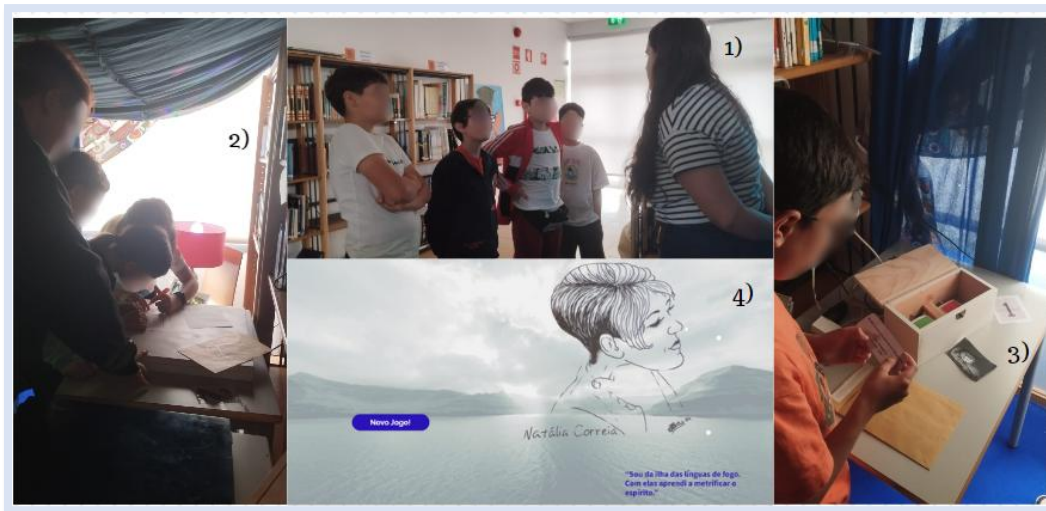 1)
2)
4)
3)
Novo Jogo!
Natália Correia
"Sou da ilha das línguas de fogo.
Com elas aprendi a metrificar o
espírito."